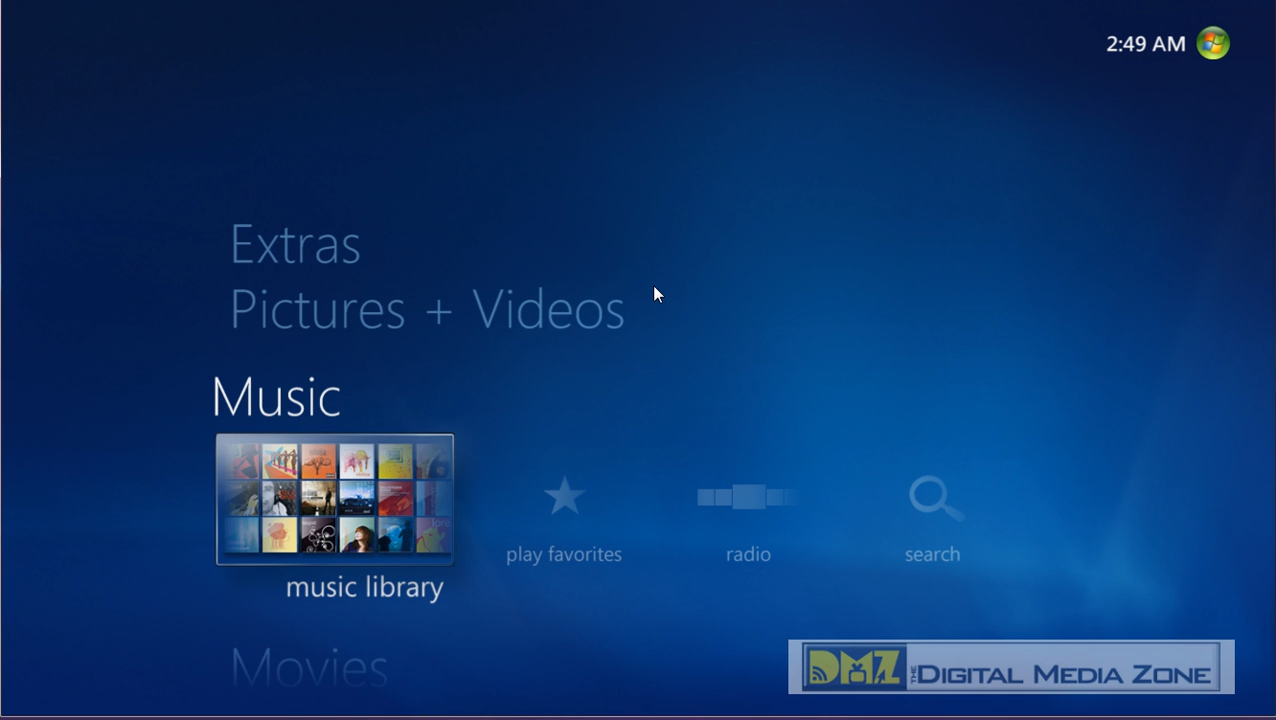 2:49 AM
Extras
Pictures + Videos
Music
play favorites
radio
search
music library
Movies
DMZ THE DIGITAL MEDIA ZONE